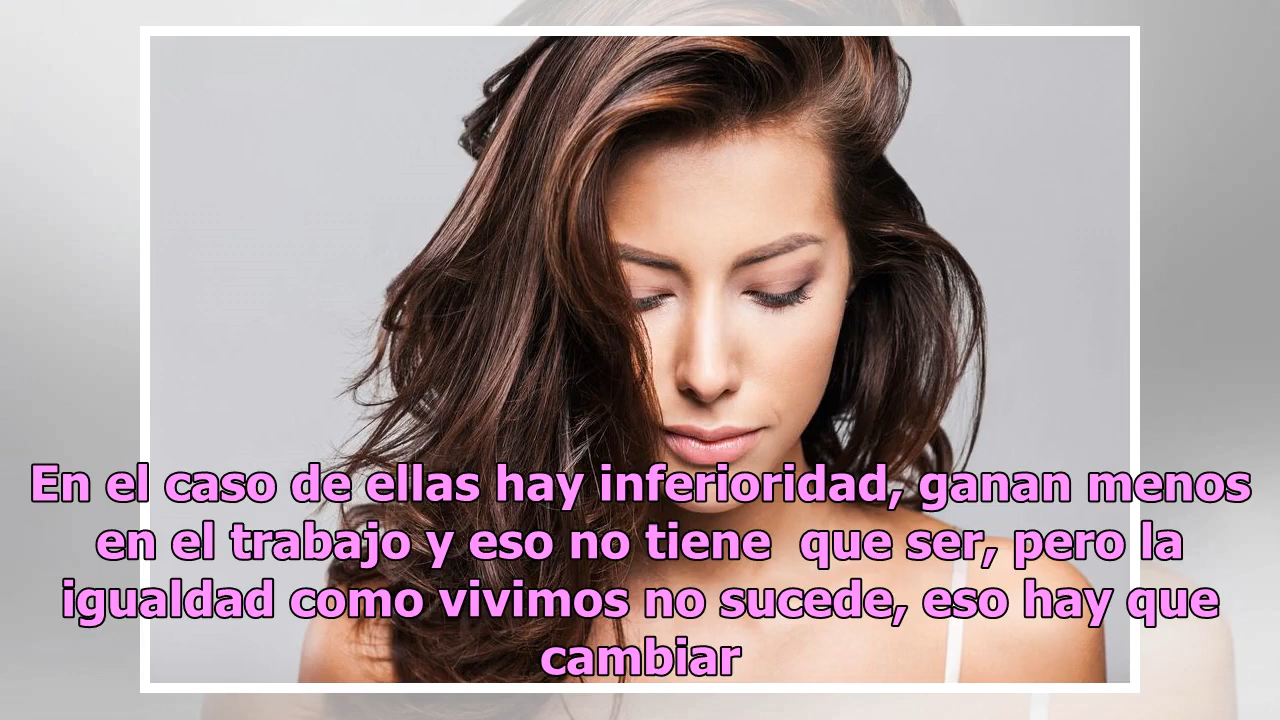 En el caso de ellas hay inferioridad, ganan menos
en el trabajo y eso no tiene  que ser, pero la
igualdad como vivimos no sucede, eso hay que
cambiar